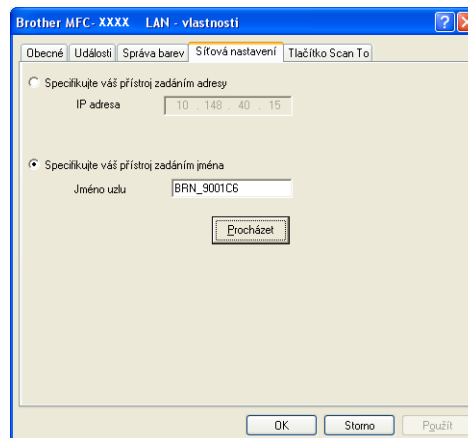 Brother MFC- XXXX LAN - vlastnosti
Obecné Události Správa barev Síťová nastavení Tlačítko Scan To
Specifikujte váš přístroj zadáním adresy
IP adresa 10 . 148 . 40 . 15
Specifikujte váš přístroj zadáním jména
Jméno uzlu BRN_9001C6
Procházet
OK Storno Použít